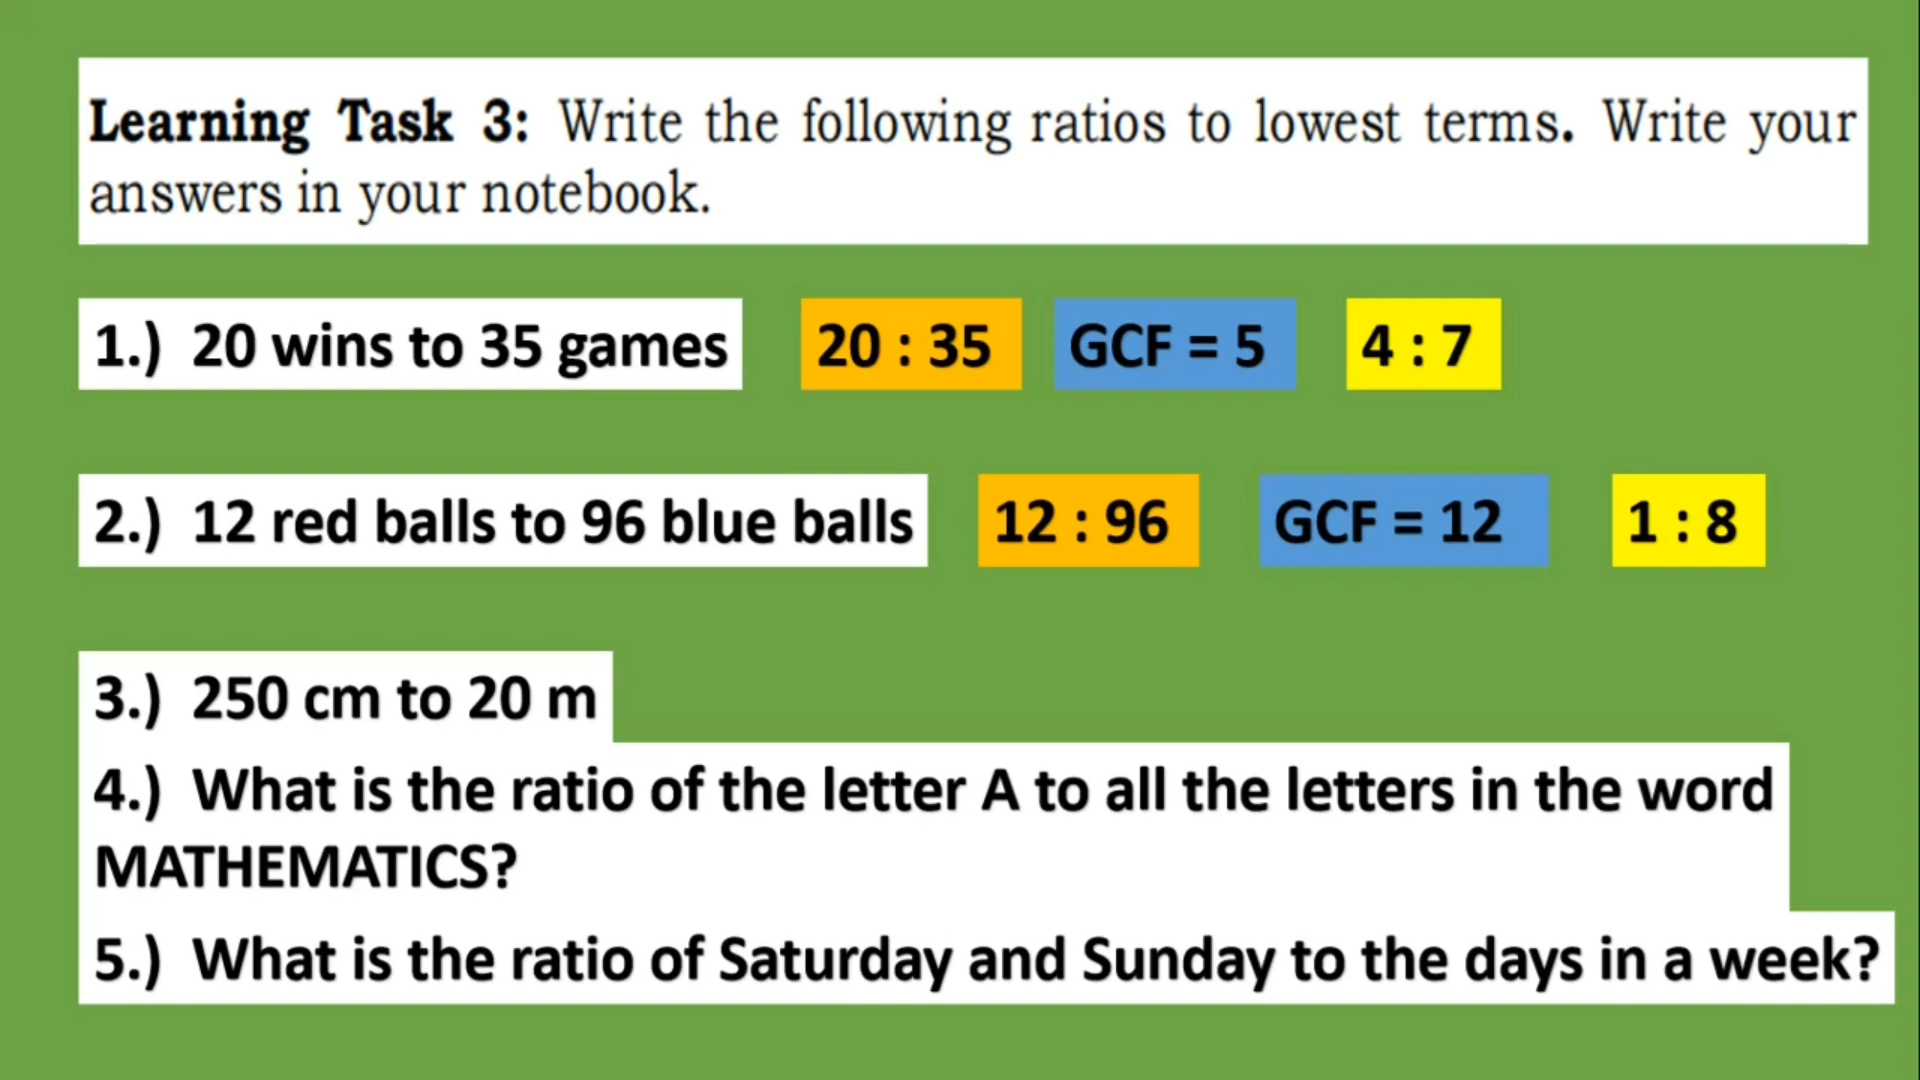 Learning Task 3: Write the following ratios to lowest terms. Write your
answers in your notebook.
1.) 20 wins to 35 games 20 : 35 GCF = 5 4 : 7
2.) 12 red balls to 96 blue balls 12 : 96 GCF = 12 1 : 8
3.) 250 cm to 20 m
4.) What is the ratio of the letter A to all the letters in the word
MATHEMATICS?
5.) What is the ratio of Saturday and Sunday to the days in a week?